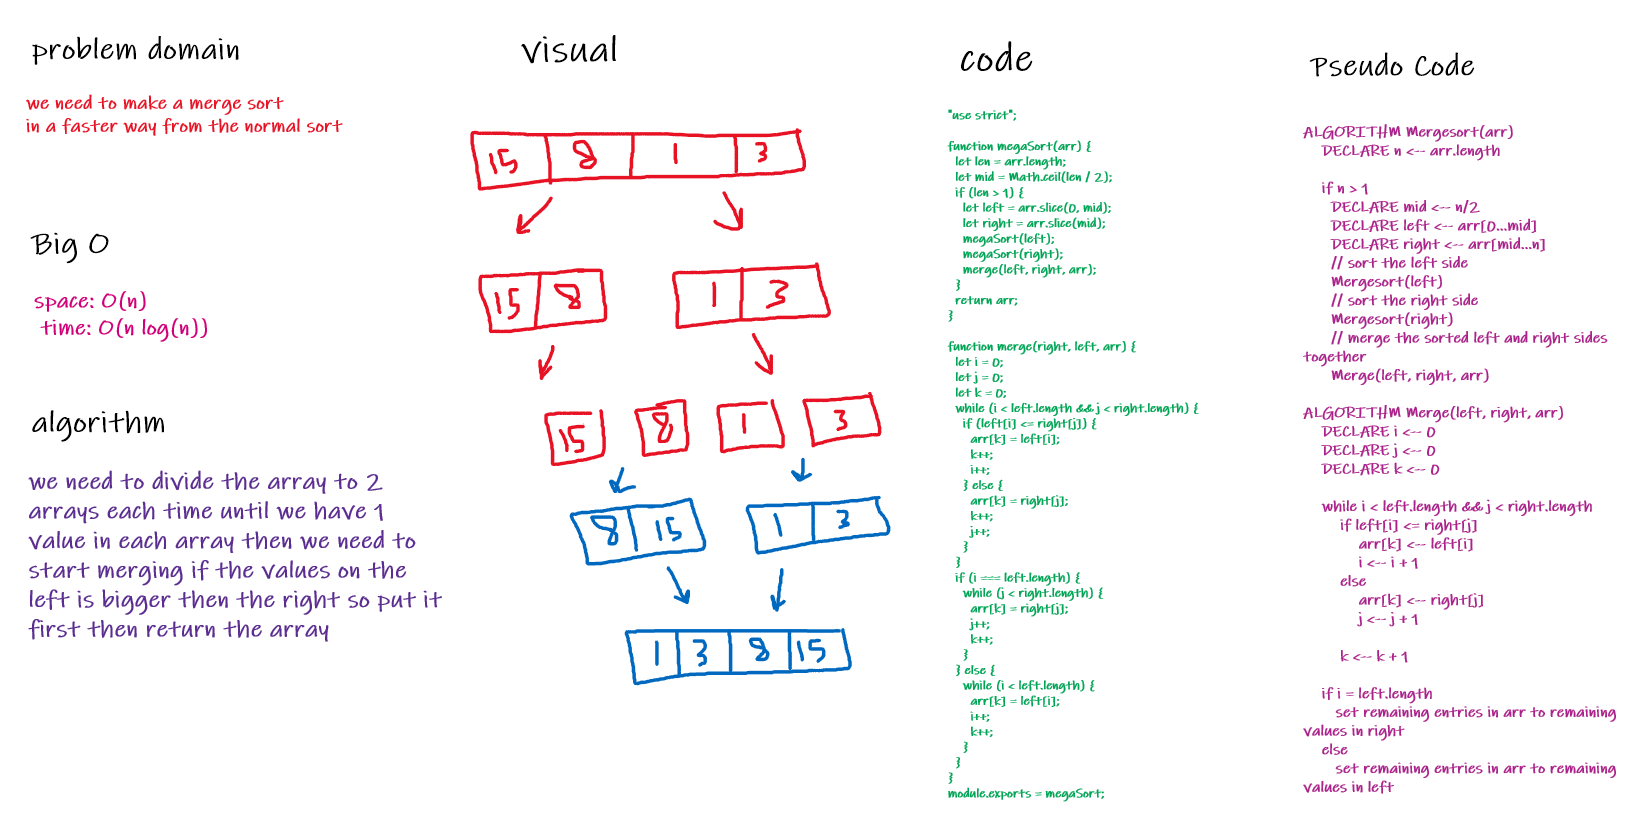 problem domain
we need to make a merge sort
in a faster way from the normal sort
Big O
space: O(n)
time: O(n log(n))
algorithm
we need to divide the array to 2
arrays each time until we have 1
value in each array then we need to
start merging if the values on the
left is bigger then the right so put it
first then return the array
visual
15 8 1 3
15 8 1 3
15 8 1 3
8 15 1 3
1 3 8 15
code
"use strict";
function megaSort(arr) {
let len = arr.length;
let mid = Math.ceil(len / 2);
if (len > 1) {
let left = arr.slice(0, mid);
let right = arr.slice(mid);
megaSort(left);
megaSort(right);
merge(left, right, arr);
}
return arr;
}
function merge(right, left, arr) {
let i = 0;
let j = 0;
let k = 0;
while (i < left.length && j < right.length) {
if (left[i] <= right[j]) {
arr[k] = left[i];
k++;
i++;
} else {
arr[k] = right[j];
k++;
j++;
}
}
if (i === left.length) {
while (j < right.length) {
arr[k] = right[j];
j++;
k++;
}
} else {
while (i < left.length) {
arr[k] = left[i];
i++;
k++;
}
}
}
module.exports = megaSort;
Pseudo Code
ALGORITHM Mergesort(arr)
DECLARE n <-- arr.length
if n > 1
DECLARE mid <-- n/2
DECLARE left <-- arr[0...mid]
DECLARE right <-- arr[mid...n]
// sort the left side
Mergesort(left)
// sort the right side
Mergesort(right)
// merge the sorted left and right sides
together
Merge(left, right, arr)
ALGORITHM Merge(left, right, arr)
DECLARE i <-- 0
DECLARE j <-- 0
DECLARE k <-- 0
while i < left.length && j < right.length
if left[i] <= right[j]
arr[k] <-- left[i]
i <-- i + 1
else
arr[k] <-- right[j]
j <-- j + 1
k <-- k + 1
if i = left.length
set remaining entries in arr to remaining
values in right
else
set remaining entries in arr to remaining
values in left